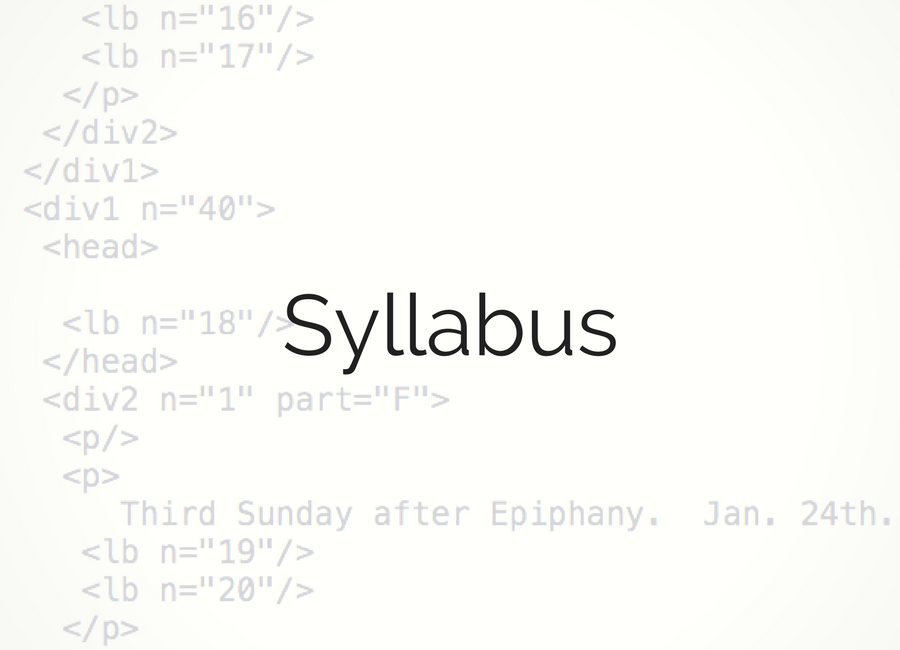 <lb n="16"/>
<lb n="17"/>
</p>
</div2>
</div1>
<div1 n="40">
<head>
<lb n="18"/>
Syllabus
</head>
<div2 n="1" part="F">
<p/>
<p>
Third Sunday after Epiphany. Jan. 24th.
<lb n="19"/>
<lb n="20"/>
</p>